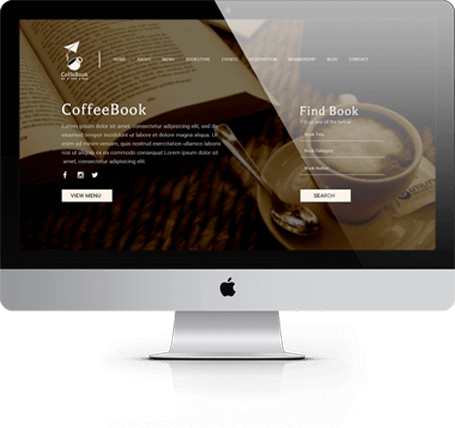 CoffeBook
HOME ABOUT MENU BOOKSTORE EVENTS RESERVATION MEMBERSHIP BLOG CONTACT
CoffeeBook
Lorem ipsum dolor sit amet, consectetur adipisicing elit, sed do
eiusmod tempor incididunt ut labore et dolore magna aliqua. Ut
enim ad minim veniam, quis nostrud exercitation ullamco laboris
nisi ut aliquip ex ea commodo consequat.Lorem ipsum dolor sit
amet, consectetur adipisicing elit
VIEW MENU
Find Book
Fill up any of the below
Book Title
Book Category
Book Author
SEARCH